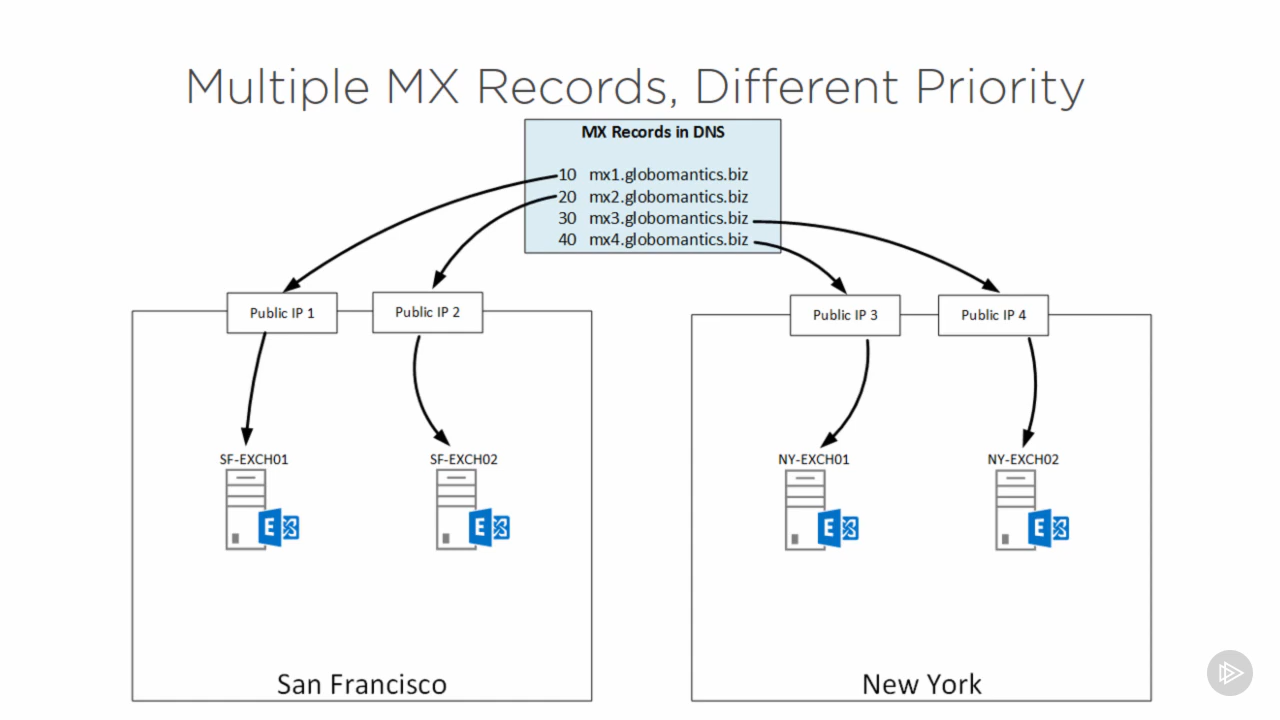 Multiple MX Records, Different Priority
MX Records in DNS
10 mx1.globomantics.biz
20 mx2.globomantics.biz
30 mx3.globomantics.biz
40 mx4.globomantics.biz
Public IP 1
Public IP 2
Public IP 3
Public IP 4
SF-EXCH01
SF-EXCH02
NY-EXCH01
NY-EXCH02
E
E
E
E
San Francisco
New York